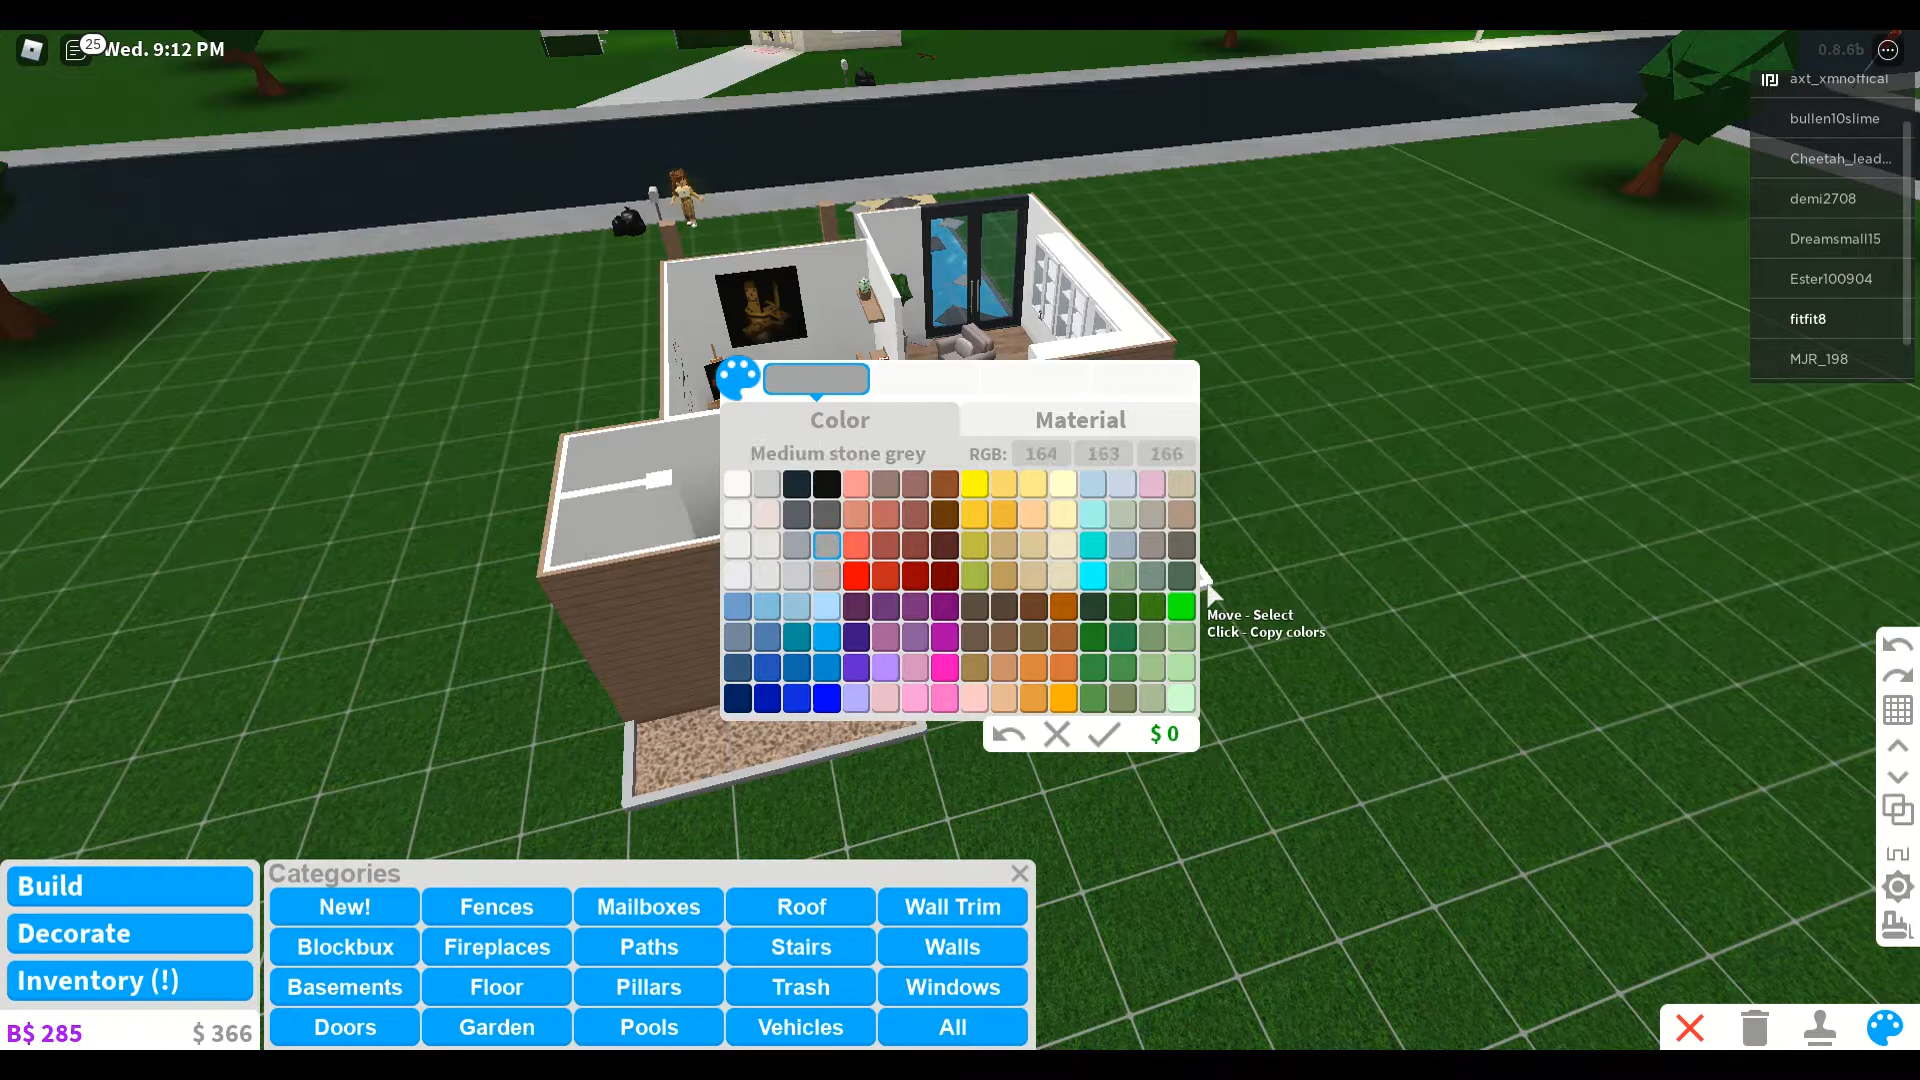 25
Wed. 9:12 PM
0.8.6b
axt_xmnoffical
bullen10slime
Cheetah_lead...
demi2708
Dreamsmall15
Ester100904
fitfit8
MJR_198
Color
Material
Medium stone grey
RGB: 164 163 166
Move - Select
Click - Copy colors
$ 0
Build
Decorate
Inventory (!)
B$ 285
$ 366
Categories
New! Fences Mailboxes Roof Wall Trim
Blockbux Fireplaces Paths Stairs Walls
Basements Floor Pillars Trash Windows
Doors Garden Pools Vehicles All